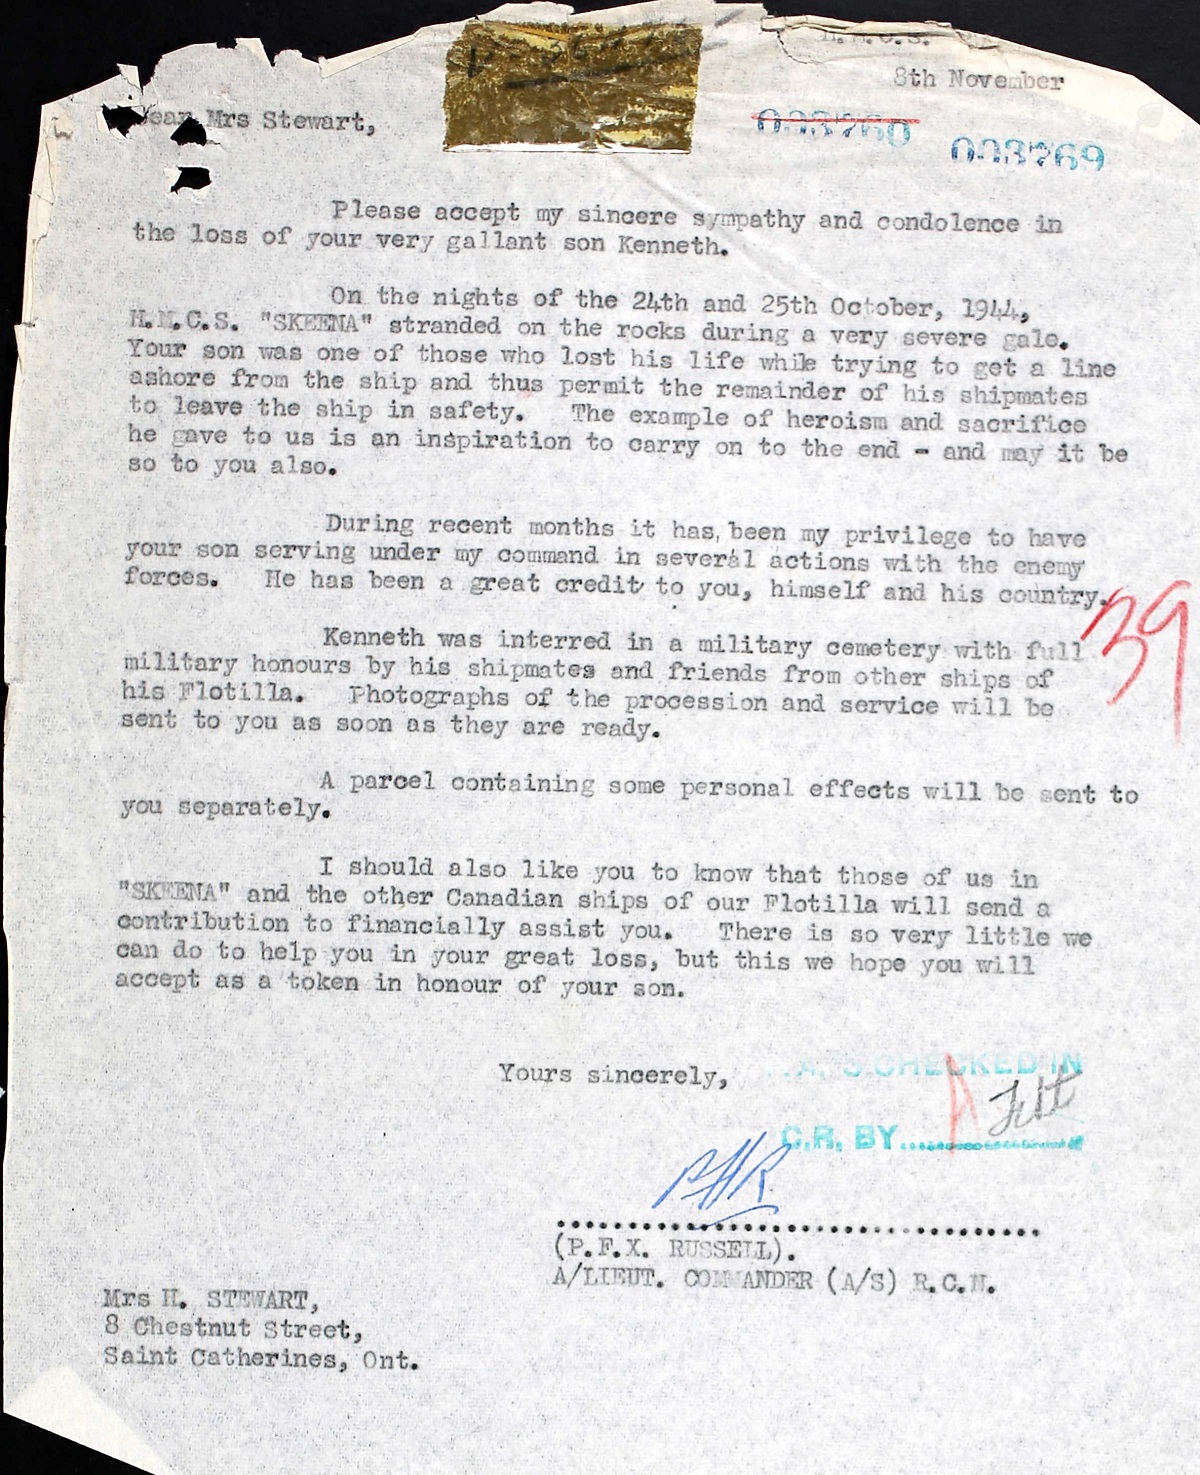 H.M.C.S.
8th November
Dear Mrs Stewart,
003760
003769
Please accept my sincere sympathy and condolence in
the loss of your very gallant son Kenneth.
On the nights of the 24th and 25th October, 1944,
H.M.C.S. "SKEENA" stranded on the rocks during a very severe gale.
Your son was one of those who lost his life while trying to get a line
ashore from the ship and thus permit the remainder of his shipmates
to leave the ship in safety. The example of heroism and sacrifice
he gave to us is an inspiration to carry on to the end - and may it be
so to you also.
During recent months it has been my privilege to have
your son serving under my command in several actions with the enemy
forces. He has been a great credit to you, himself and his country.
39
Kenneth was interred in a military cemetery with full
military honours by his shipmates and friends from other ships of
his Flotilla. Photographs of the procession and service will be
sent to you as soon as they are ready.
A parcel containing some personal effects will be sent to
you separately.
I should also like you to know that those of us in
"SKEENA" and the other Canadian ships of our Flotilla will send a
contribution to financially assist you. There is so very little we
can do to help you in your great loss, but this we hope you will
accept as a token in honour of your son.
Yours sincerely,
CHECKED IN
C.R. BY
PFXR
(P.F.X. RUSSELL).
A/LIEUT. COMMANDER (A/S) R.C.N.
Mrs H. STEWART,
8 Chestnut Street,
Saint Catherines, Ont.